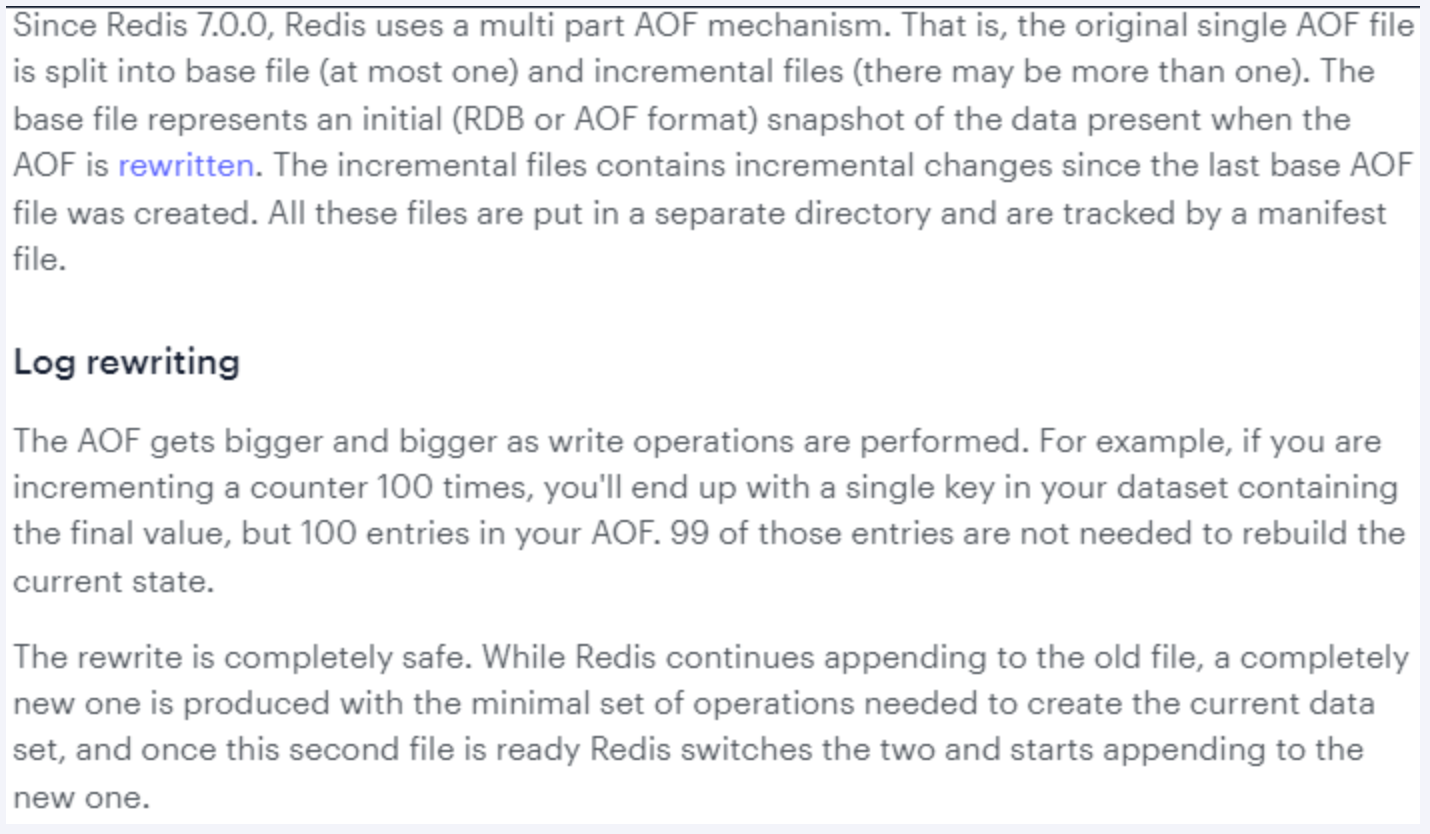 Since Redis 7.0.0, Redis uses a multi part AOF mechanism. That is, the original single AOF file
is split into base file (at most one) and incremental files (there may be more than one). The
base file represents an initial (RDB or AOF format) snapshot of the data present when the
AOF is rewritten. The incremental files contains incremental changes since the last base AOF
file was created. All these files are put in a separate directory and are tracked by a manifest
file.
Log rewriting
The AOF gets bigger and bigger as write operations are performed. For example, if you are
incrementing a counter 100 times, you'll end up with a single key in your dataset containing
the final value, but 100 entries in your AOF. 99 of those entries are not needed to rebuild the
current state.
The rewrite is completely safe. While Redis continues appending to the old file, a completely
new one is produced with the minimal set of operations needed to create the current data
set, and once this second file is ready Redis switches the two and starts appending to the
new one.